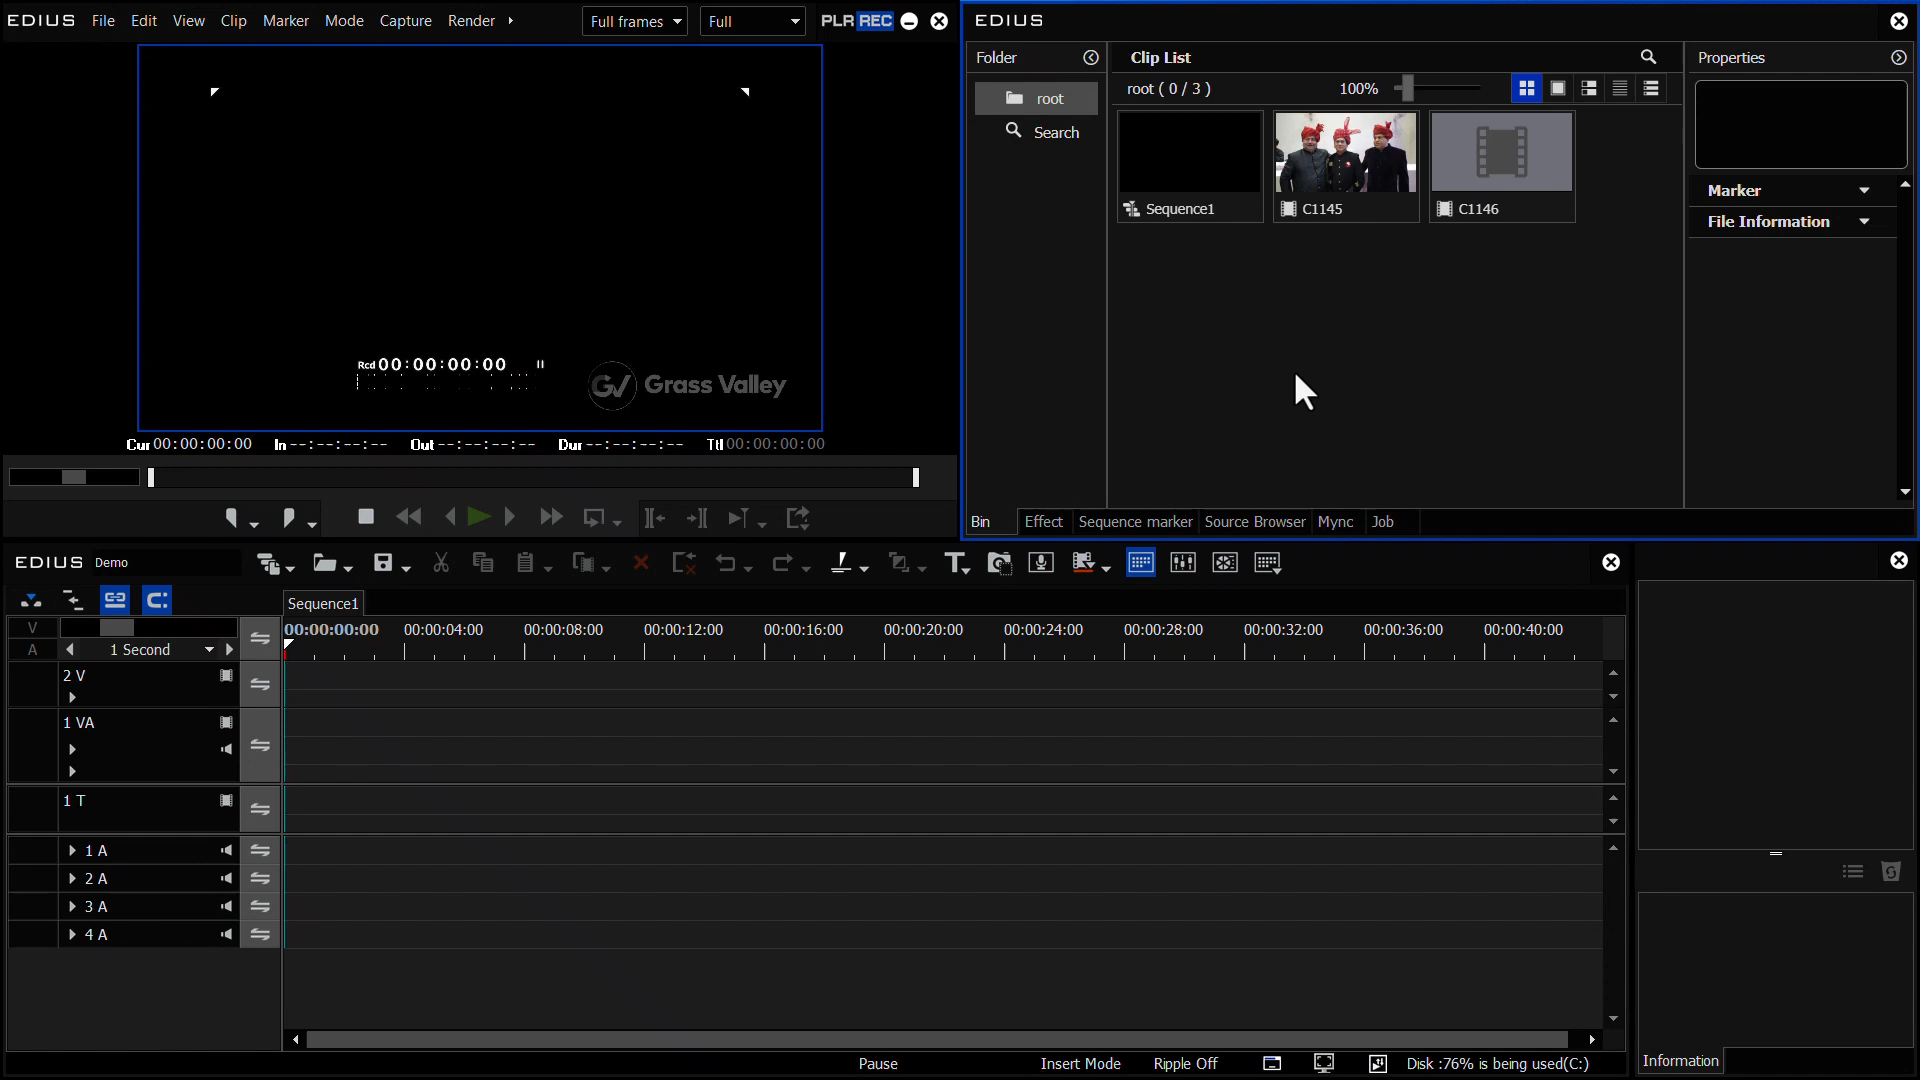 EDIUS File Edit View Clip Marker Mode Capture Render Full frames Full PLR REC
Rcd 00:00:00:00
GV Grass Valley
Cur 00:00:00:00 In --:--:--:-- Out --:--:--:-- Dur --:--:--:-- Ttl 00:00:00:00
EDIUS
Folder Clip List Properties
root ( 0 / 3 ) 100%
root
Search
Sequence1 C1145 C1146
Marker
File Information
Bin Effect Sequence marker Source Browser Mync Job
EDIUS Demo
Sequence1
V
A
1 Second
00:00:00:00 00:00:04:00 00:00:08:00 00:00:12:00 00:00:16:00 00:00:20:00 00:00:24:00 00:00:28:00 00:00:32:00 00:00:36:00 00:00:40:00
2 V
1 VA
1 T
1 A
2 A
3 A
4 A
Pause Insert Mode Ripple Off Disk :76% is being used(C:)
Information